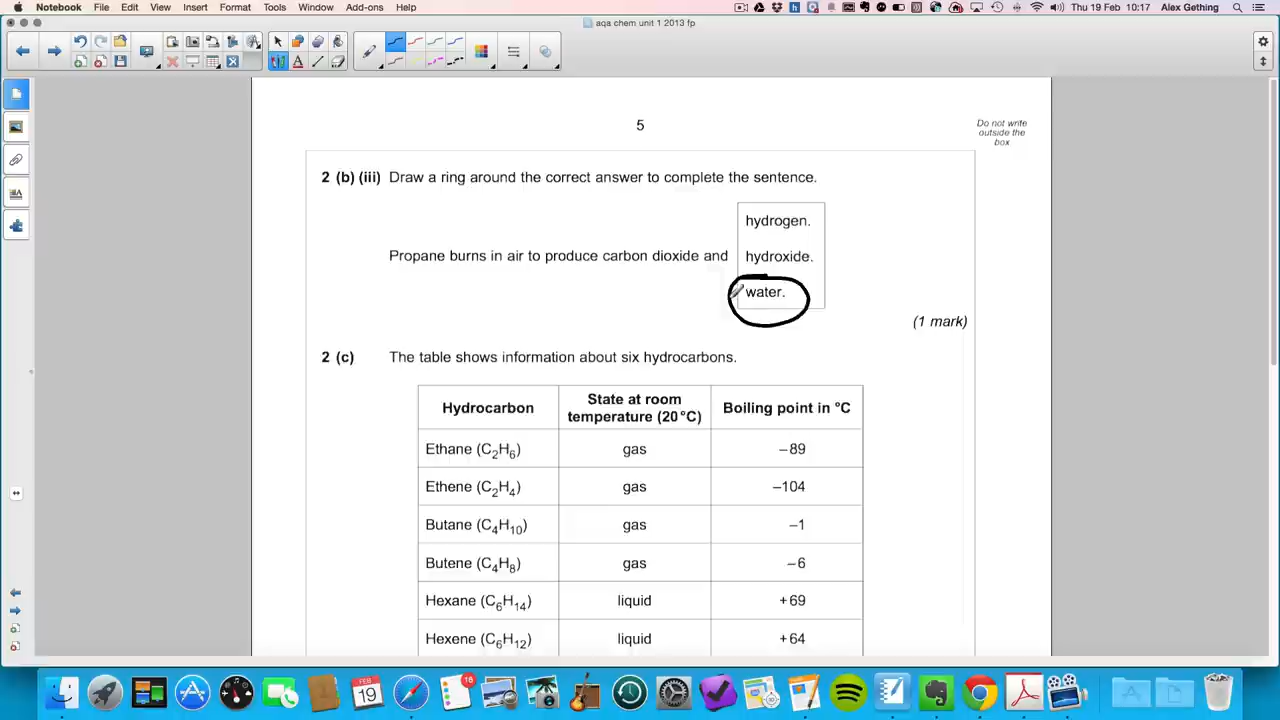 Notebook File Edit View Insert Format Tools Window Add-ons Help Thu 19 Feb 10:17 Alex Gething
aqa chem unit 1 2013 fp
5
Do not write
outside the
box
2 (b) (iii) Draw a ring around the correct answer to complete the sentence.
hydrogen.
Propane burns in air to produce carbon dioxide and hydroxide.
water.
(1 mark)
2 (c) The table shows information about six hydrocarbons.
Hydrocarbon State at room temperature (20 °C) Boiling point in °C
Ethane (C₂H₆) gas –89
Ethene (C₂H₄) gas –104
Butane (C₄H₁₀) gas –1
Butene (C₄H₈) gas –6
Hexane (C₆H₁₄) liquid +69
Hexene (C₆H₁₂) liquid +64
FEB
19
18